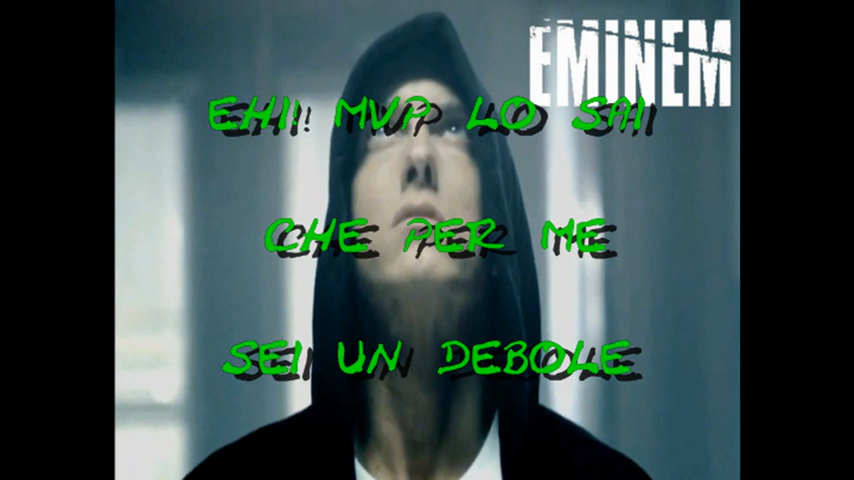 EMINEM
EHI!! MVP LO SAI
CHE PER ME
SEI UN DEBOLE